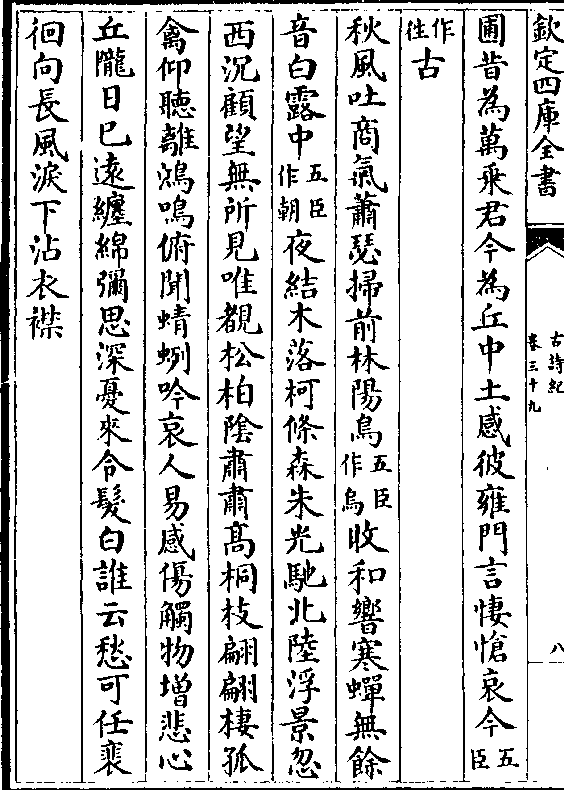 欽定四庫全書
古詩紀
卷三十九
八
圃昔為萬乘君今為丘中土感彼雍門言悽愴哀今五臣
作徃古
秋風吐商氣蕭瑟掃前林陽鳥五臣作烏收和響寒蟬無餘
音白露中五臣作朝夜結木落柯條森朱光馳北陸浮景忽
西沉顧望無所見唯覩松柏陰肅肅髙桐枝翩翩棲孤
禽仰聽離鴻鳴俯聞蜻蛚吟哀人易感傷觸物增悲心
丘隴日已逺纏綿彌思深憂來令髮白誰云愁可任裴
徊向長風淚下沾衣襟